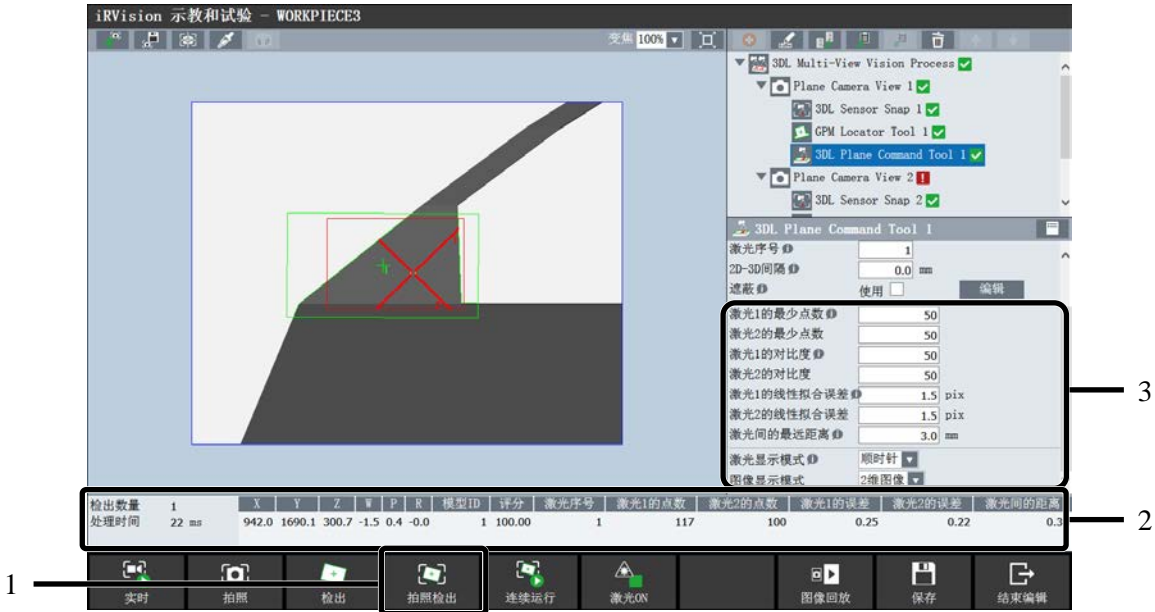 iRVision 示教和试验 - WORKPIECE3
变焦 100%
3DL Multi-View Vision Process
Plane Camera View 1
3DL Sensor Snap 1
GPM Locator Tool 1
3DL Plane Command Tool 1
Plane Camera View 2
3DL Sensor Snap 2
3DL Plane Command Tool 1
激光序号 1
2D-3D间隔 0.0 mm
遮蔽 使用 编辑
激光1的最少点数 50
激光2的最少点数 50
激光1的对比度 50
激光2的对比度 50
激光1的线性拟合误差 1.5 pix
激光2的线性拟合误差 1.5 pix
激光间的最远距离 3.0 mm
激光显示模式 顺时针
图像显示模式 2维图像
3
检出数量 1 X Y Z W P R 模型ID 评分 激光序号 激光1的点数 激光2的点数 激光1的误差 激光2的误差 激光间的距离
处理时间 22 ms 942.0 1690.1 300.7 -1.5 0.4 -0.0 1 100.00 1 117 100 0.25 0.22 0.3
2
1
实时 拍照 检出 拍照检出 连续运行 激光ON 图像回放 保存 结束编辑